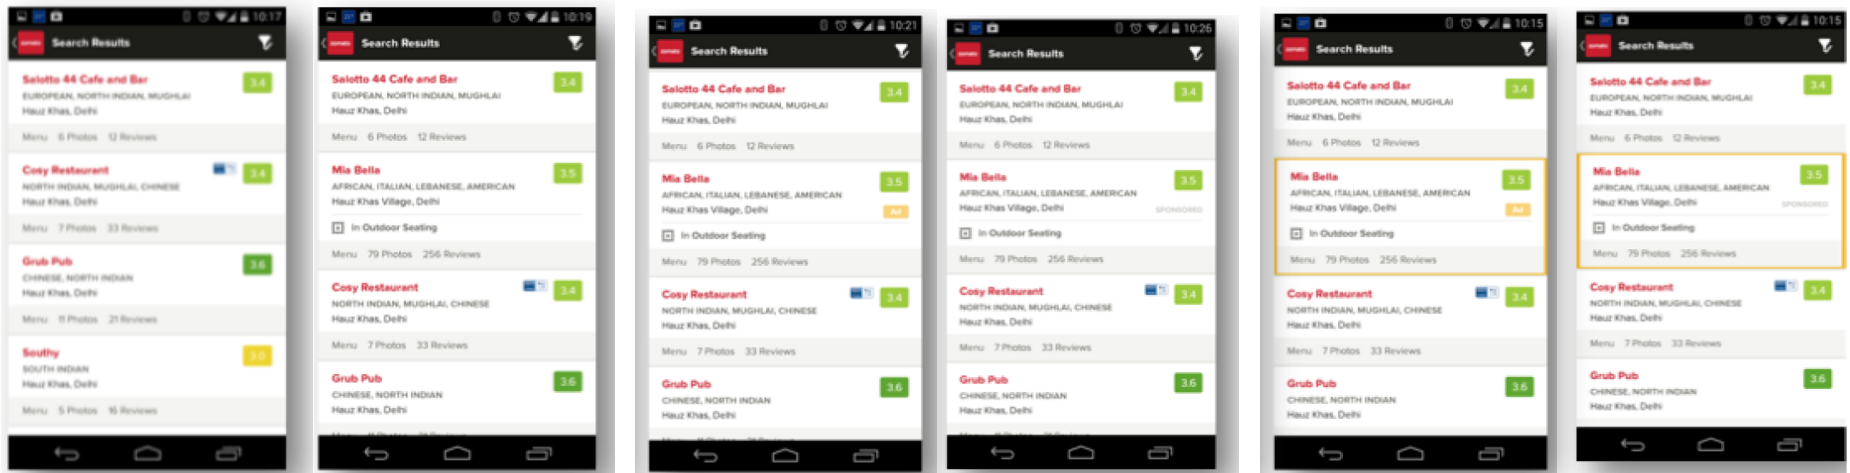 10:17
Search Results
Salotto 44 Cafe and Bar
3.4
EUROPEAN, NORTH INDIAN, MUGHLAI
Hauz Khas, Delhi
Menu 6 Photos 12 Reviews
Cosy Restaurant
3.4
NORTH INDIAN, MUGHLAI, CHINESE
Hauz Khas, Delhi
Menu 7 Photos 33 Reviews
Grub Pub
3.6
CHINESE, NORTH INDIAN
Hauz Khas, Delhi
Menu 11 Photos 21 Reviews
Southy
3.0
SOUTH INDIAN
Hauz Khas, Delhi
Menu 5 Photos 16 Reviews
10:19
Search Results
Salotto 44 Cafe and Bar
3.4
EUROPEAN, NORTH INDIAN, MUGHLAI
Hauz Khas, Delhi
Menu 6 Photos 12 Reviews
Mia Bella
3.5
AFRICAN, ITALIAN, LEBANESE, AMERICAN
Hauz Khas Village, Delhi
In Outdoor Seating
Menu 79 Photos 256 Reviews
Cosy Restaurant
3.4
NORTH INDIAN, MUGHLAI, CHINESE
Hauz Khas, Delhi
Menu 7 Photos 33 Reviews
Grub Pub
3.6
CHINESE, NORTH INDIAN
Hauz Khas, Delhi
10:21
Search Results
Salotto 44 Cafe and Bar
3.4
EUROPEAN, NORTH INDIAN, MUGHLAI
Hauz Khas, Delhi
Menu 6 Photos 12 Reviews
Mia Bella
3.5
AFRICAN, ITALIAN, LEBANESE, AMERICAN
Hauz Khas Village, Delhi
Ad
In Outdoor Seating
Menu 79 Photos 256 Reviews
Cosy Restaurant
3.4
NORTH INDIAN, MUGHLAI, CHINESE
Hauz Khas, Delhi
Menu 7 Photos 33 Reviews
Grub Pub
3.6
CHINESE, NORTH INDIAN
Hauz Khas, Delhi
10:26
Search Results
Salotto 44 Cafe and Bar
3.4
EUROPEAN, NORTH INDIAN, MUGHLAI
Hauz Khas, Delhi
Menu 6 Photos 12 Reviews
Mia Bella
3.5
AFRICAN, ITALIAN, LEBANESE, AMERICAN
Hauz Khas Village, Delhi
SPONSORED
In Outdoor Seating
Menu 79 Photos 256 Reviews
Cosy Restaurant
3.4
NORTH INDIAN, MUGHLAI, CHINESE
Hauz Khas, Delhi
Menu 7 Photos 33 Reviews
Grub Pub
3.6
CHINESE, NORTH INDIAN
Hauz Khas, Delhi
10:15
Search Results
Salotto 44 Cafe and Bar
3.4
EUROPEAN, NORTH INDIAN, MUGHLAI
Hauz Khas, Delhi
Menu 6 Photos 12 Reviews
Mia Bella
3.5
AFRICAN, ITALIAN, LEBANESE, AMERICAN
Hauz Khas Village, Delhi
Ad
In Outdoor Seating
Menu 79 Photos 256 Reviews
Cosy Restaurant
3.4
NORTH INDIAN, MUGHLAI, CHINESE
Hauz Khas, Delhi
Menu 7 Photos 33 Reviews
Grub Pub
3.6
CHINESE, NORTH INDIAN
Hauz Khas, Delhi
10:15
Search Results
Salotto 44 Cafe and Bar
3.4
EUROPEAN, NORTH INDIAN, MUGHLAI
Hauz Khas, Delhi
Menu 6 Photos 12 Reviews
Mia Bella
3.5
AFRICAN, ITALIAN, LEBANESE, AMERICAN
Hauz Khas Village, Delhi
SPONSORED
In Outdoor Seating
Menu 79 Photos 256 Reviews
Cosy Restaurant
3.4
NORTH INDIAN, MUGHLAI, CHINESE
Hauz Khas, Delhi
Menu 7 Photos 33 Reviews
Grub Pub
3.6
CHINESE, NORTH INDIAN
Hauz Khas, Delhi